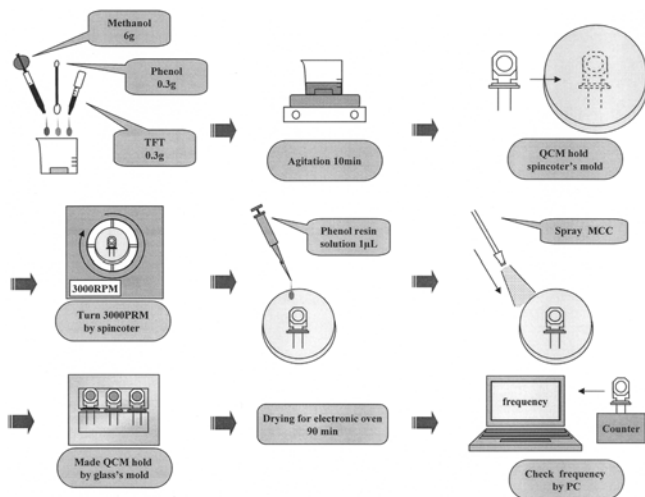 Methanol
6g
Phenol
0.3g
TFT
0.3g
Agitation 10min
QCM hold
spincoter's mold
3000RPM
Turn 3000PRM
by spincoter
Phenol resin
solution 1μL
Spray MCC
Made QCM hold
by glass's mold
Drying for electronic oven
90 min
frequency
Counter
Check frequency
by PC